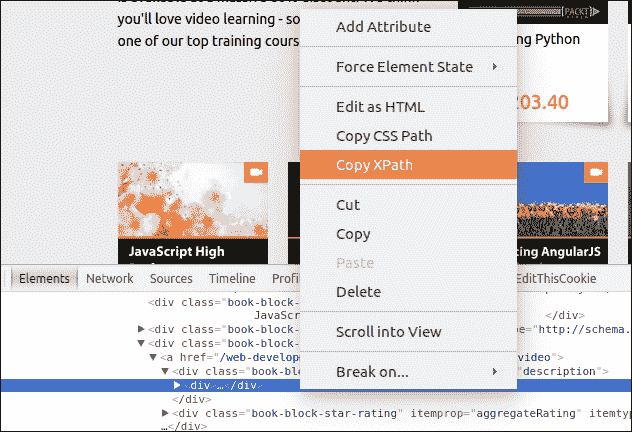 you'll love video learning - so
one of our top training cours
ng Python
203.40
PACKT
Add Attribute
Force Element State
Edit as HTML
Copy CSS Path
Copy XPath
Cut
Copy
Paste
Delete
Scroll into View
Break on...
JavaScript High
ing AngularJS
Elements Network Sources Timeline Profi EditThisCookie
<div class="book-block-
JavaScr </div>
<div class="book-block- pe="http://schema.
<div class="book-block-
<a href="/web-develop video">
<div class="book-bloc description">
<div>…</div>
</div>
<div class="book-block-star-rating" itemprop="aggregateRating" itemtyp
…</div>